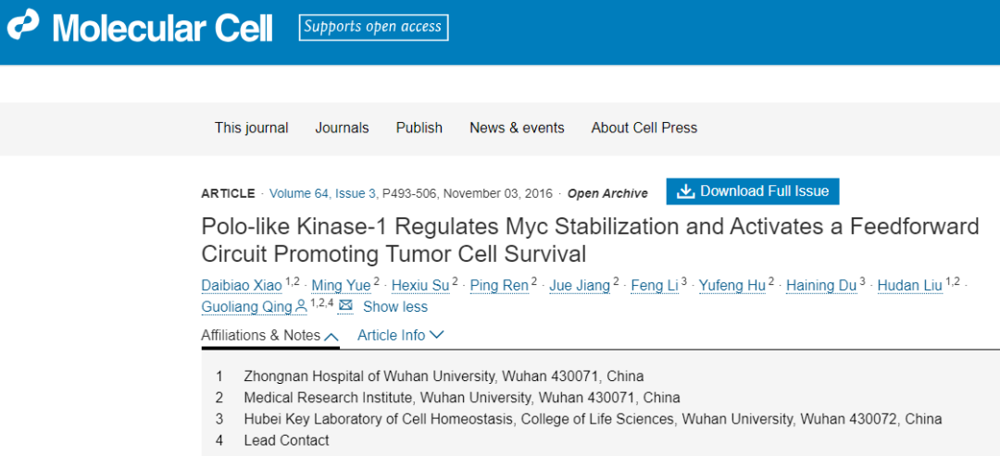 Molecular Cell Supports open access
This journal Journals Publish News & events About Cell Press
ARTICLE · Volume 64, Issue 3, P493-506, November 03, 2016 · Open Archive Download Full Issue
Polo-like Kinase-1 Regulates Myc Stabilization and Activates a Feedforward
Circuit Promoting Tumor Cell Survival
Daibiao Xiao 1,2 · Ming Yue 2 · Hexiu Su 2 · Ping Ren 2 · Jue Jiang 2 · Feng Li 3 · Yufeng Hu 2 · Haining Du 3 · Hudan Liu 1,2 ·
Guoliang Qing 1,2,4 Show less
Affiliations & Notes Article Info
1 Zhongnan Hospital of Wuhan University, Wuhan 430071, China
2 Medical Research Institute, Wuhan University, Wuhan 430071, China
3 Hubei Key Laboratory of Cell Homeostasis, College of Life Sciences, Wuhan University, Wuhan 430072, China
4 Lead Contact